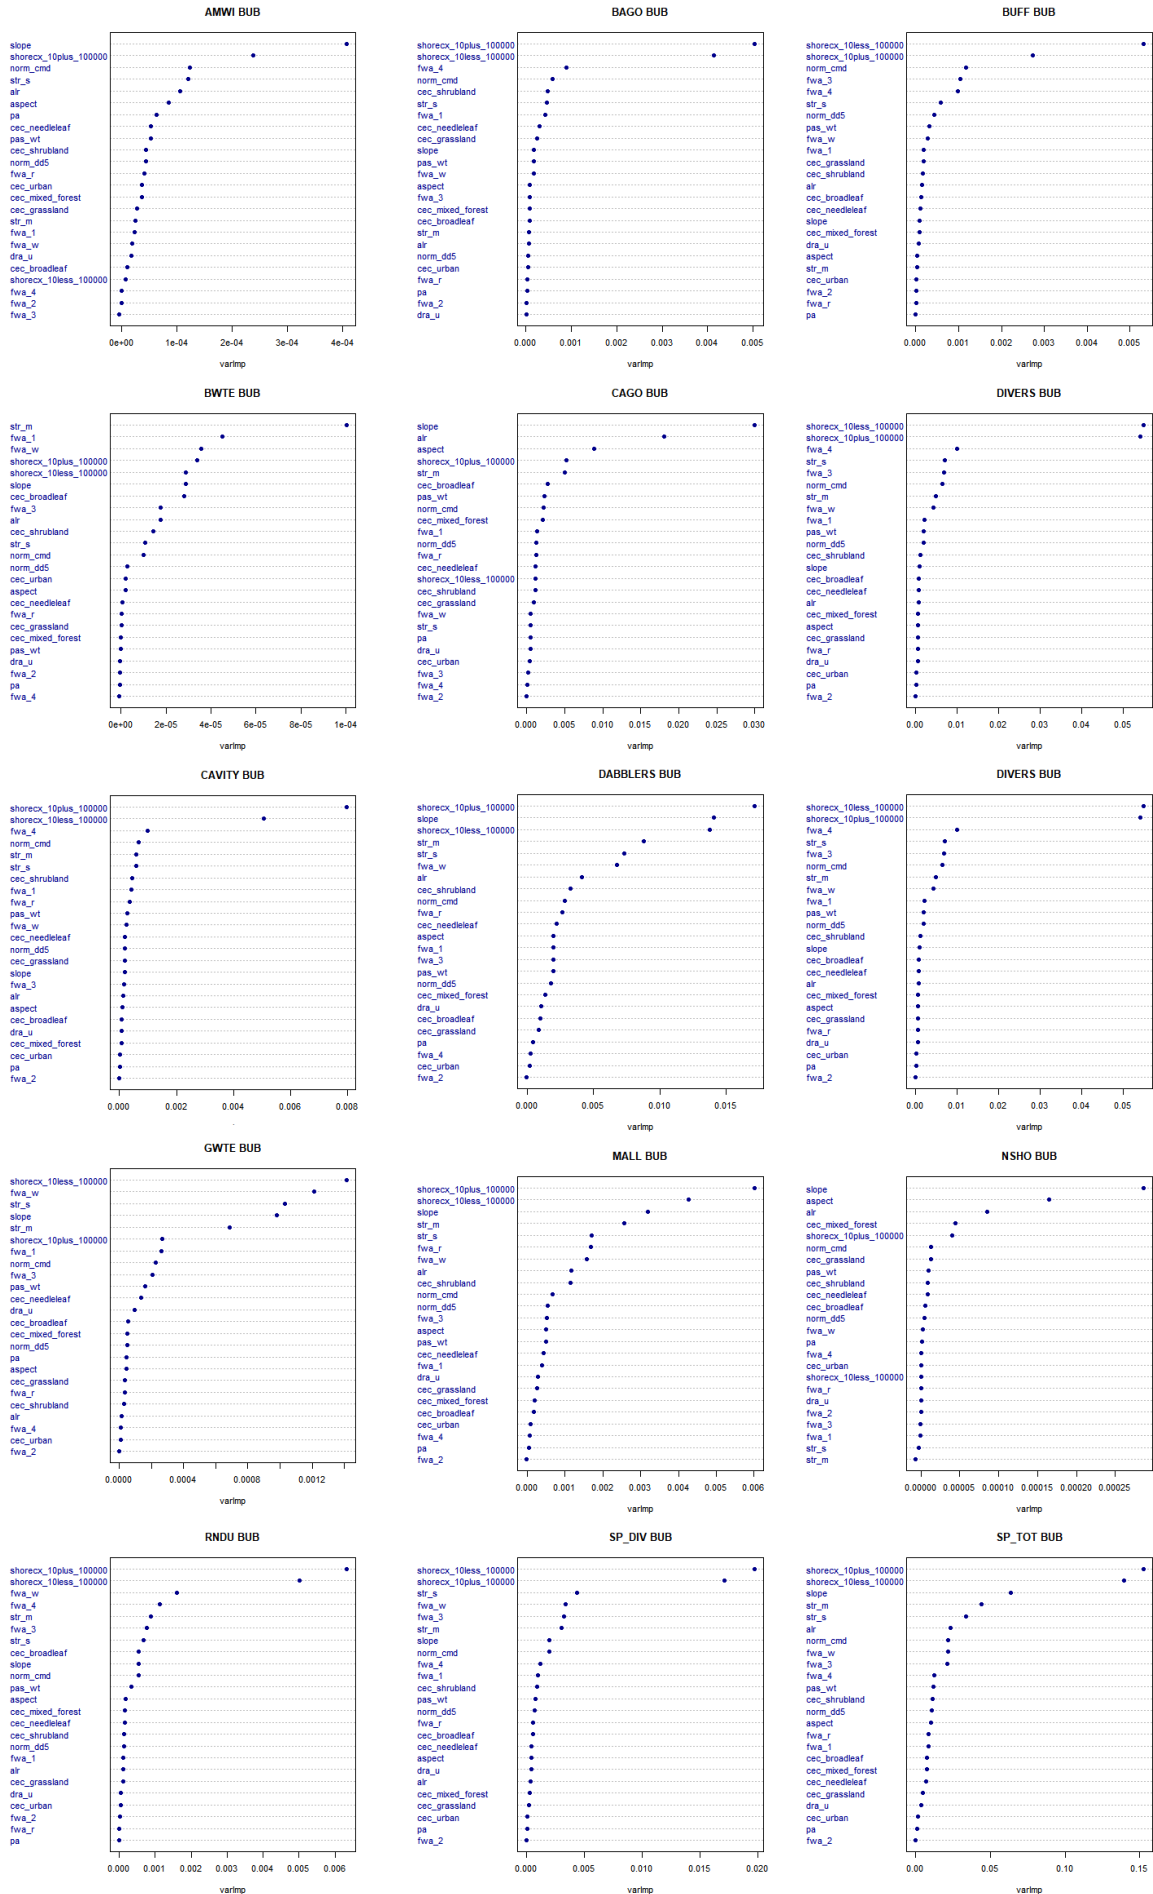 AMWI BUB
slope
shorecx_10plus_100000
norm_cmd
str_s
alr
aspect
pa
cec_needleleaf
pas_wt
cec_shrubland
norm_dd5
fwa_r
cec_urban
cec_mixed_forest
cec_grassland
str_m
fwa_1
fwa_w
dra_u
cec_broadleaf
shorecx_10less_100000
fwa_4
fwa_2
fwa_3
0e+00 1e-04 2e-04 3e-04 4e-04
varImp
BAGO BUB
shorecx_10plus_100000
shorecx_10less_100000
fwa_4
norm_cmd
cec_shrubland
str_s
fwa_1
cec_needleleaf
cec_grassland
slope
pas_wt
fwa_w
aspect
fwa_3
cec_mixed_forest
cec_broadleaf
str_m
alr
norm_dd5
cec_urban
fwa_r
pa
fwa_2
dra_u
0.000 0.001 0.002 0.003 0.004 0.005
varImp
BUFF BUB
shorecx_10less_100000
shorecx_10plus_100000
norm_cmd
fwa_3
fwa_4
str_s
norm_dd5
pas_wt
fwa_w
fwa_1
cec_grassland
cec_shrubland
alr
cec_broadleaf
cec_needleleaf
slope
cec_mixed_forest
dra_u
aspect
str_m
cec_urban
fwa_2
fwa_r
pa
0.000 0.001 0.002 0.003 0.004 0.005
varImp
BWTE BUB
str_m
fwa_1
fwa_w
shorecx_10plus_100000
shorecx_10less_100000
slope
cec_broadleaf
fwa_3
alr
cec_shrubland
str_s
norm_cmd
norm_dd5
cec_urban
aspect
cec_needleleaf
fwa_r
cec_grassland
cec_mixed_forest
pas_wt
dra_u
fwa_2
pa
fwa_4
0e+00 2e-05 4e-05 6e-05 8e-05 1e-04
varImp
CAGO BUB
slope
alr
aspect
shorecx_10plus_100000
str_m
cec_broadleaf
pas_wt
norm_cmd
cec_mixed_forest
fwa_1
norm_dd5
fwa_r
cec_needleleaf
shorecx_10less_100000
cec_shrubland
cec_grassland
fwa_w
str_s
pa
dra_u
cec_urban
fwa_3
fwa_4
fwa_2
0.000 0.005 0.010 0.015 0.020 0.025 0.030
varImp
DIVERS BUB
shorecx_10less_100000
shorecx_10plus_100000
fwa_4
str_s
fwa_3
norm_cmd
str_m
fwa_w
fwa_1
pas_wt
norm_dd5
cec_shrubland
slope
cec_broadleaf
cec_needleleaf
alr
cec_mixed_forest
aspect
cec_grassland
fwa_r
dra_u
cec_urban
pa
fwa_2
0.00 0.01 0.02 0.03 0.04 0.05
varImp
CAVITY BUB
shorecx_10plus_100000
shorecx_10less_100000
fwa_4
norm_cmd
str_m
str_s
cec_shrubland
fwa_1
fwa_r
pas_wt
fwa_w
cec_needleleaf
norm_dd5
cec_grassland
slope
fwa_3
alr
aspect
cec_broadleaf
dra_u
cec_mixed_forest
cec_urban
pa
fwa_2
0.000 0.002 0.004 0.006 0.008
DABBLERS BUB
shorecx_10plus_100000
slope
shorecx_10less_100000
str_m
str_s
fwa_w
alr
cec_shrubland
norm_cmd
fwa_r
cec_needleleaf
aspect
fwa_1
fwa_3
pas_wt
norm_dd5
cec_mixed_forest
dra_u
cec_broadleaf
cec_grassland
pa
fwa_4
cec_urban
fwa_2
0.000 0.005 0.010 0.015
varImp
DIVERS BUB
shorecx_10less_100000
shorecx_10plus_100000
fwa_4
str_s
fwa_3
norm_cmd
str_m
fwa_w
fwa_1
pas_wt
norm_dd5
cec_shrubland
slope
cec_broadleaf
cec_needleleaf
alr
cec_mixed_forest
aspect
cec_grassland
fwa_r
dra_u
cec_urban
pa
fwa_2
0.00 0.01 0.02 0.03 0.04 0.05
varImp
GWTE BUB
shorecx_10less_100000
fwa_w
str_s
slope
str_m
shorecx_10plus_100000
fwa_1
norm_cmd
fwa_3
pas_wt
cec_needleleaf
dra_u
cec_broadleaf
cec_mixed_forest
norm_dd5
pa
aspect
cec_grassland
fwa_r
cec_shrubland
alr
fwa_4
cec_urban
fwa_2
0.0000 0.0004 0.0008 0.0012
varImp
MALL BUB
shorecx_10plus_100000
shorecx_10less_100000
slope
str_m
str_s
fwa_r
fwa_w
alr
cec_shrubland
norm_cmd
norm_dd5
fwa_3
aspect
pas_wt
cec_needleleaf
fwa_1
dra_u
cec_grassland
cec_mixed_forest
cec_broadleaf
cec_urban
fwa_4
pa
fwa_2
0.000 0.001 0.002 0.003 0.004 0.005 0.006
varImp
NSHO BUB
slope
aspect
alr
cec_mixed_forest
shorecx_10plus_100000
norm_cmd
cec_grassland
pas_wt
cec_shrubland
cec_needleleaf
cec_broadleaf
norm_dd5
fwa_w
pa
fwa_4
cec_urban
shorecx_10less_100000
fwa_r
dra_u
fwa_2
fwa_3
fwa_1
str_s
str_m
0.00000 0.00005 0.00010 0.00015 0.00020 0.00025
varImp
RNDU BUB
shorecx_10plus_100000
shorecx_10less_100000
fwa_w
fwa_4
str_m
fwa_3
str_s
cec_broadleaf
slope
norm_cmd
pas_wt
aspect
cec_mixed_forest
cec_needleleaf
cec_shrubland
norm_dd5
fwa_1
alr
cec_grassland
dra_u
cec_urban
fwa_2
fwa_r
pa
0.000 0.001 0.002 0.003 0.004 0.005 0.006
varImp
SP_DIV BUB
shorecx_10less_100000
shorecx_10plus_100000
str_s
fwa_w
fwa_3
str_m
slope
norm_cmd
fwa_4
fwa_1
cec_shrubland
pas_wt
norm_dd5
fwa_r
cec_broadleaf
cec_needleleaf
aspect
dra_u
alr
cec_mixed_forest
cec_grassland
cec_urban
pa
fwa_2
0.000 0.005 0.010 0.015 0.020
varImp
SP_TOT BUB
shorecx_10plus_100000
shorecx_10less_100000
slope
str_m
str_s
alr
norm_cmd
fwa_w
fwa_3
fwa_4
pas_wt
cec_shrubland
norm_dd5
aspect
fwa_r
fwa_1
cec_broadleaf
cec_mixed_forest
cec_needleleaf
cec_grassland
dra_u
cec_urban
pa
fwa_2
0.00 0.05 0.10 0.15
varImp